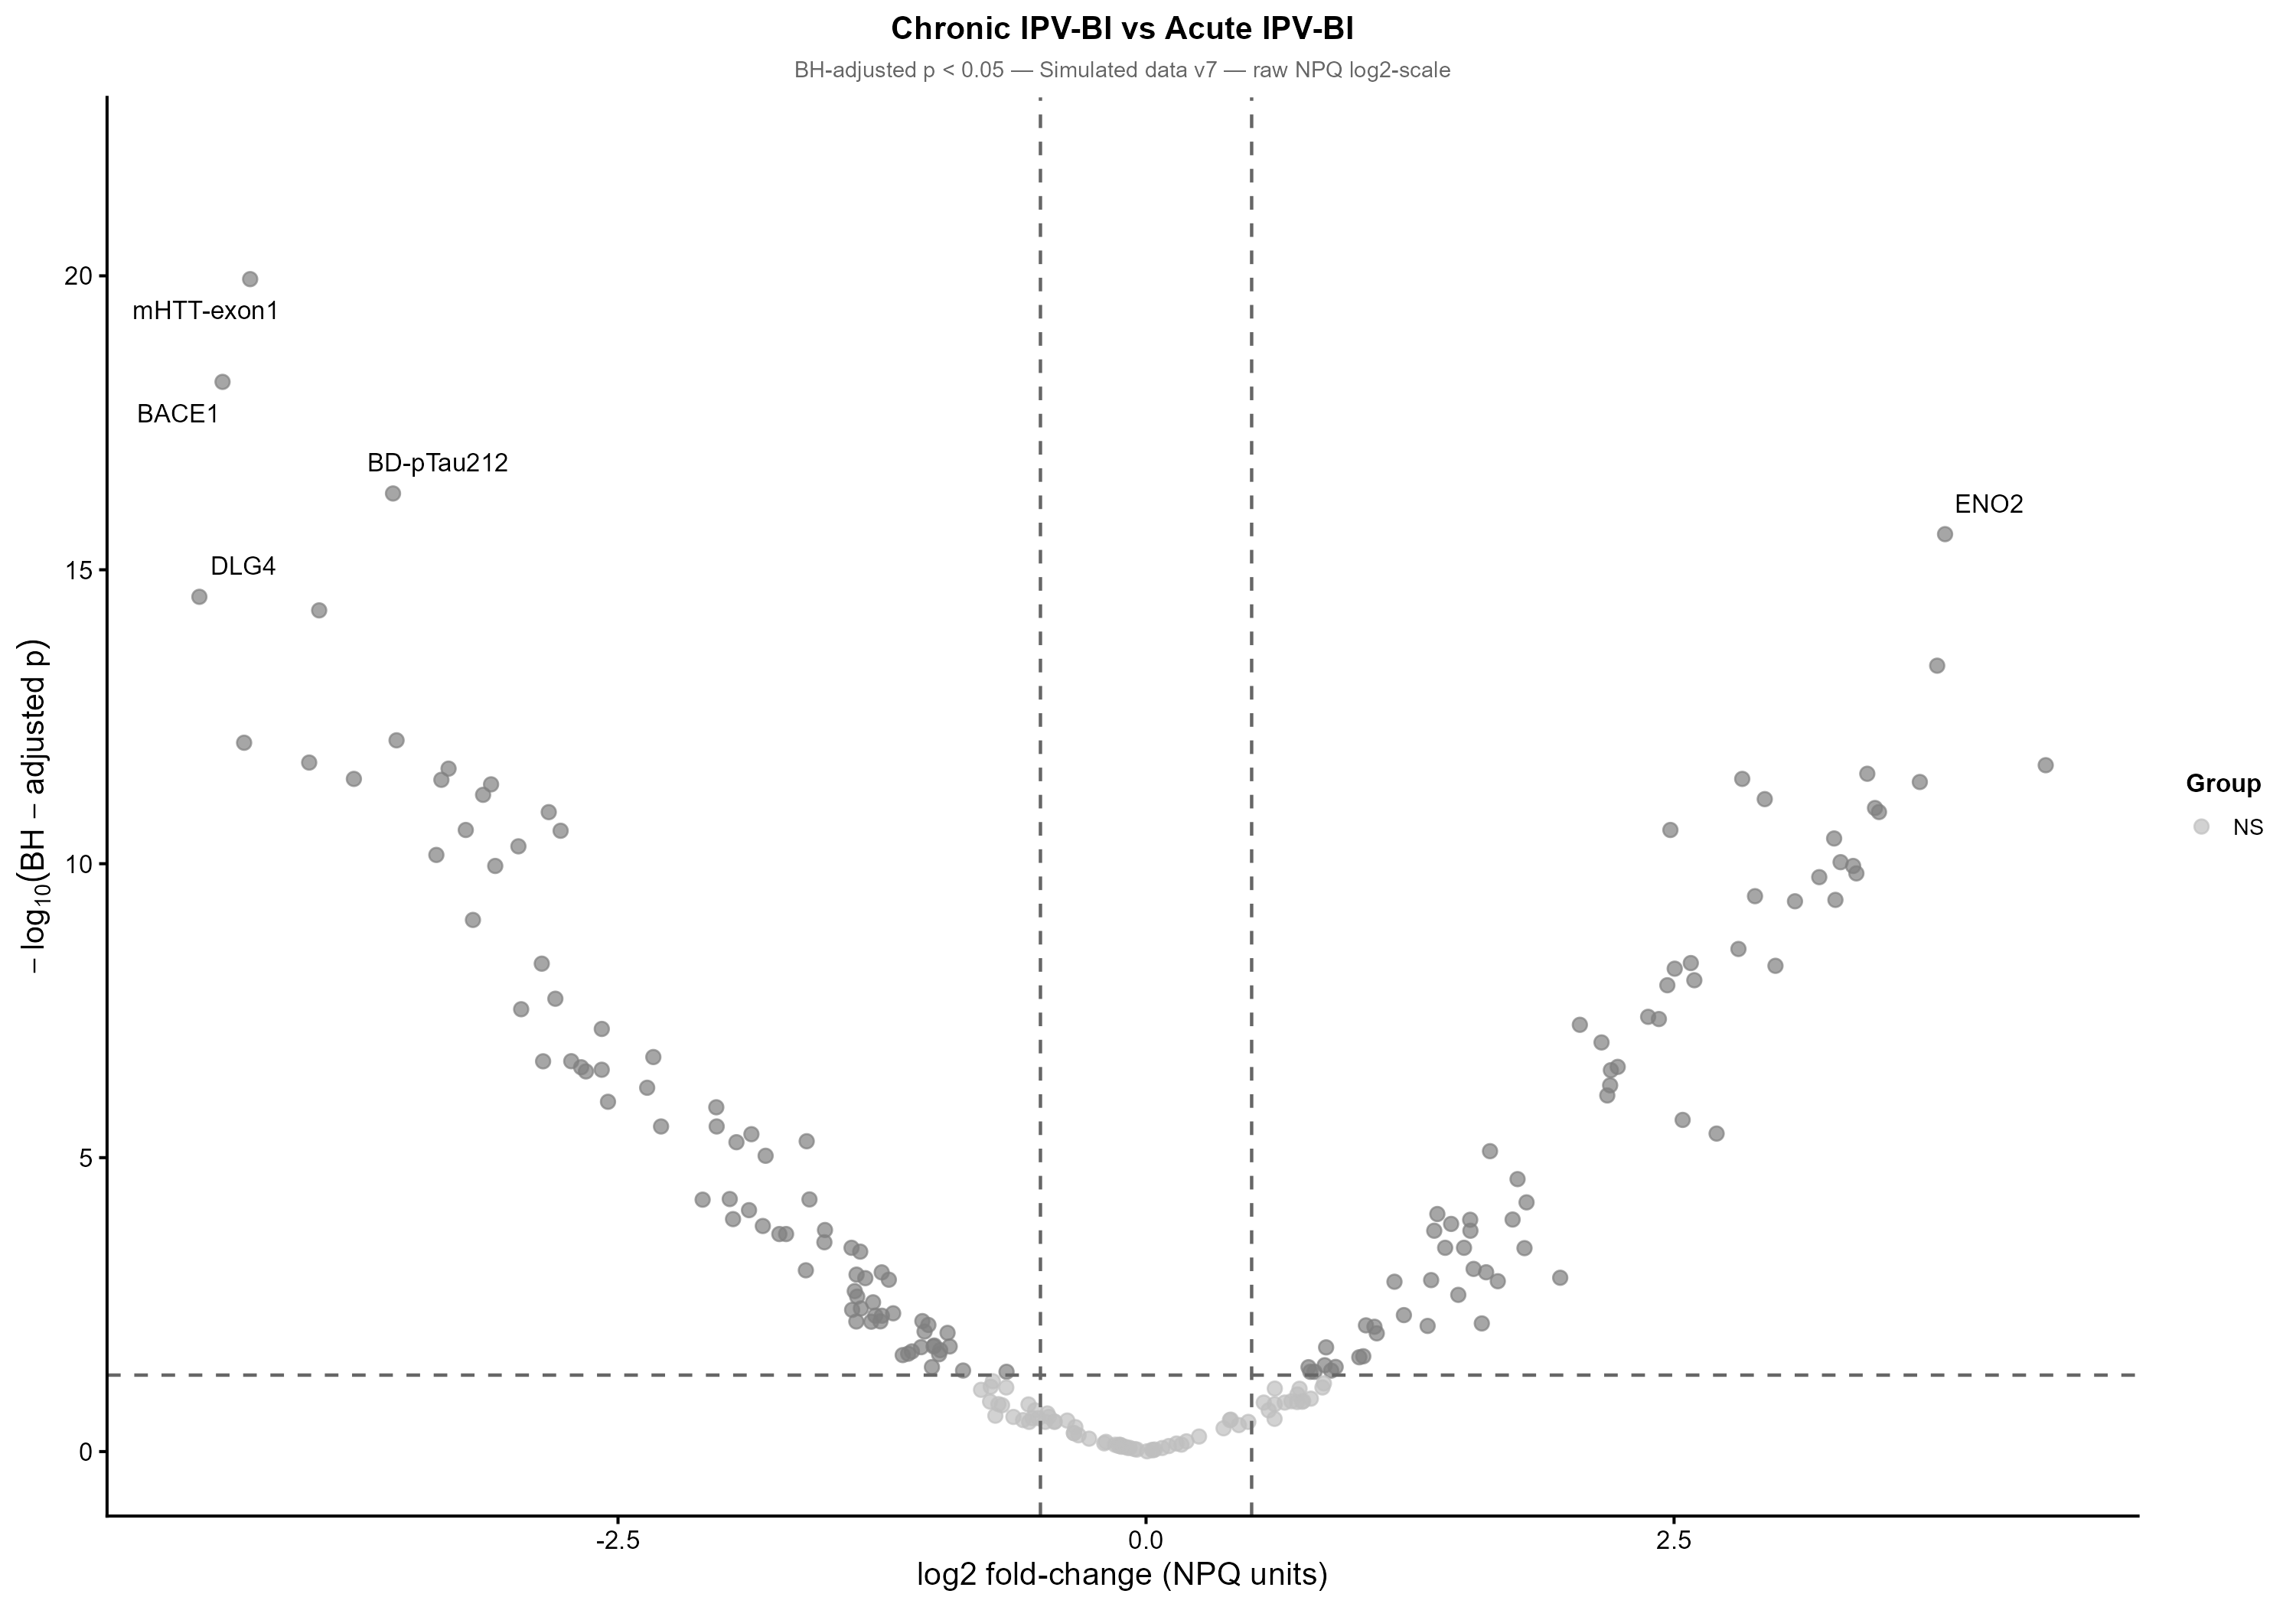 Chronic IPV-BI vs Acute IPV-BI
BH-adjusted p < 0.05 — Simulated data v7 — raw NPQ log2-scale
20
mHTT-exon1
BACE1
BD-pTau212
ENO2
15
DLG4
− log10(BH − adjusted p)
Group
NS
10
5
0
-2.5
0.0
2.5
log2 fold-change (NPQ units)